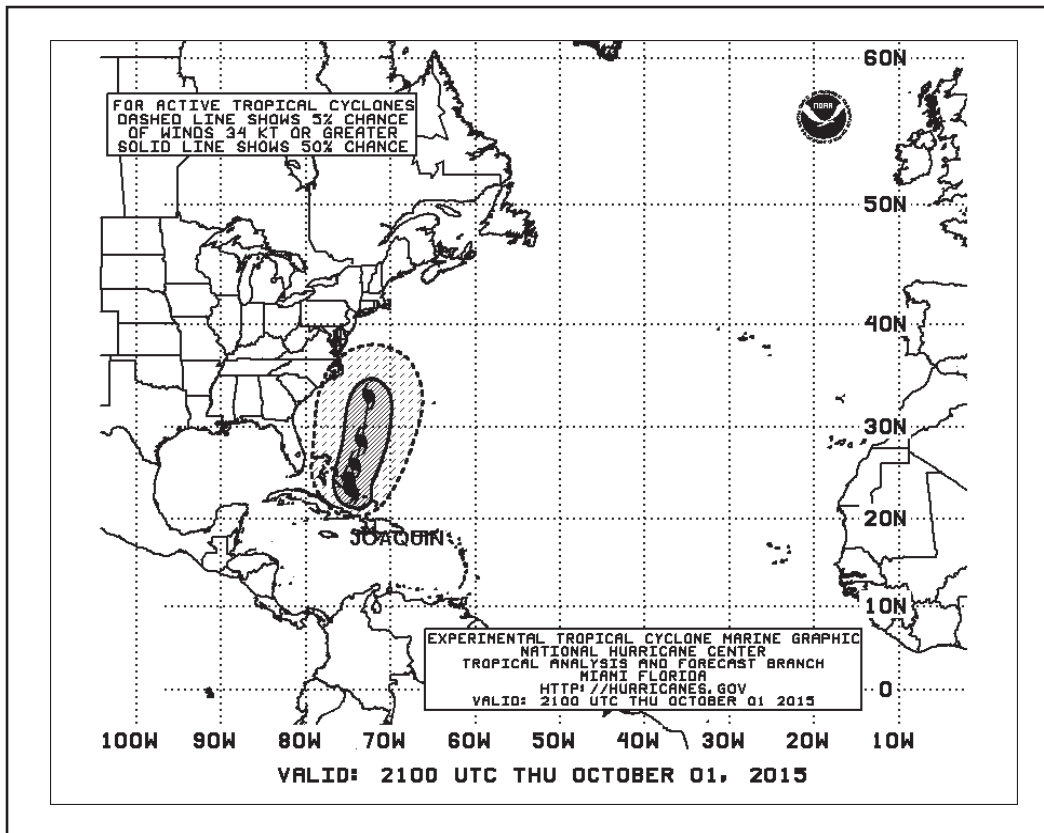 FOR ACTIVE TROPICAL CYCLONES
DASHED LINE SHOWS 5% CHANCE
OF WINDS 34 KT OR GREATER
SOLID LINE SHOWS 50% CHANCE
NOAA
60N
50N
40N
30N
20N
JOAQUIN
10N
EXPERIMENTAL TROPICAL CYCLONE MARINE GRAPHIC
NATIONAL HURRICANE CENTER
TROPICAL ANALYSIS AND FORECAST BRANCH
MIAMI FLORIDA
HTTP://HURRICANES.GOV
VALID: 2100 UTC THU OCTOBER 01 2015
0
100W 90W 80W 70W 60W 50W 40W 30W 20W 10W
VALID: 2100 UTC THU OCTOBER 01, 2015